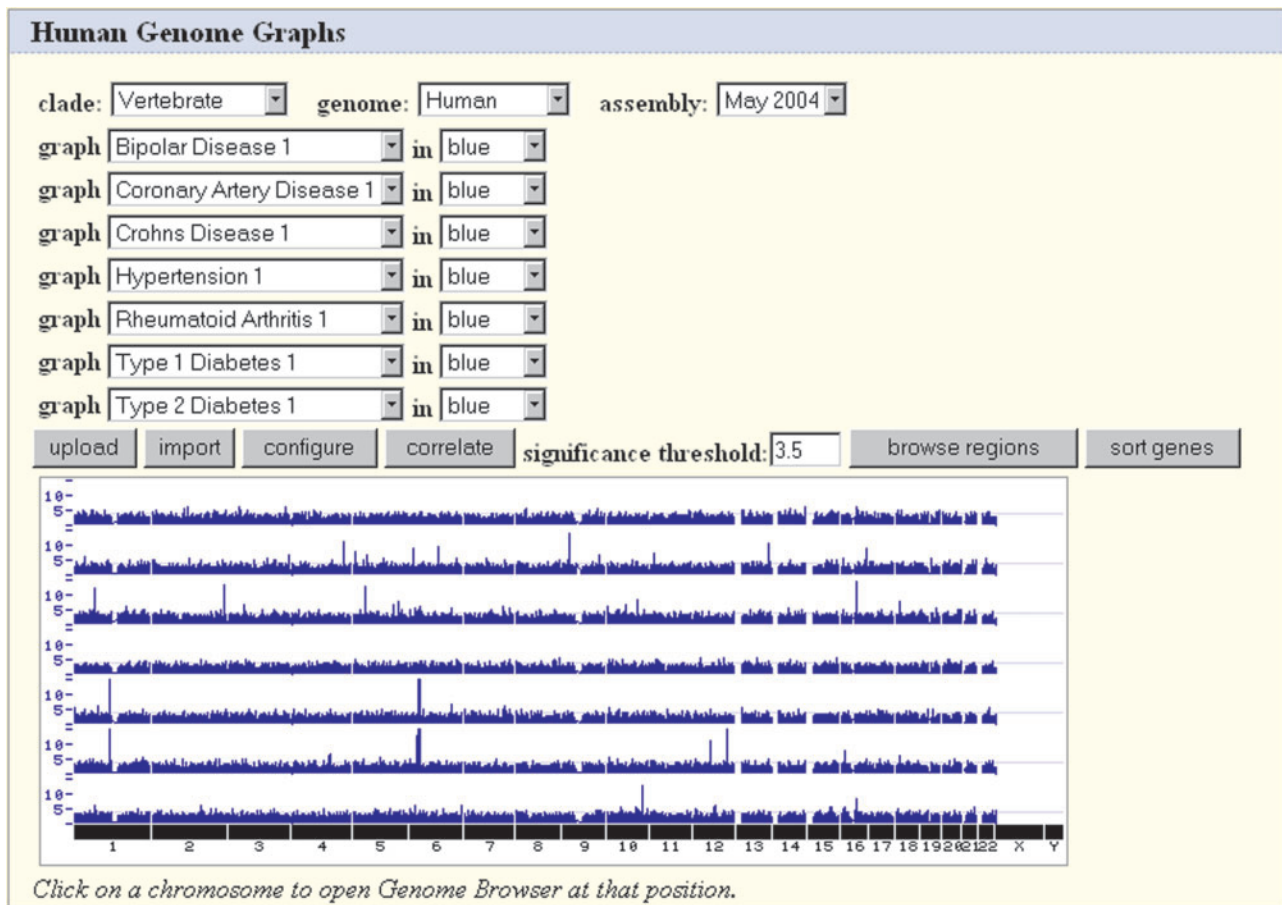 Human Genome Graphs
clade: Vertebrate genome: Human assembly: May 2004
graph Bipolar Disease 1 in blue
graph Coronary Artery Disease 1 in blue
graph Crohns Disease 1 in blue
graph Hypertension 1 in blue
graph Rheumatoid Arthritis 1 in blue
graph Type 1 Diabetes 1 in blue
graph Type 2 Diabetes 1 in blue
upload import configure correlate significance threshold: 3.5 browse regions sort genes
10-
5-
10-
5-
10-
5-
10-
5-
10-
5-
10-
5-
10-
5-
1 2 3 4 5 6 7 8 9 10 11 12 13 14 15 16 17 18 19 20 21 22 X Y
Click on a chromosome to open Genome Browser at that position.